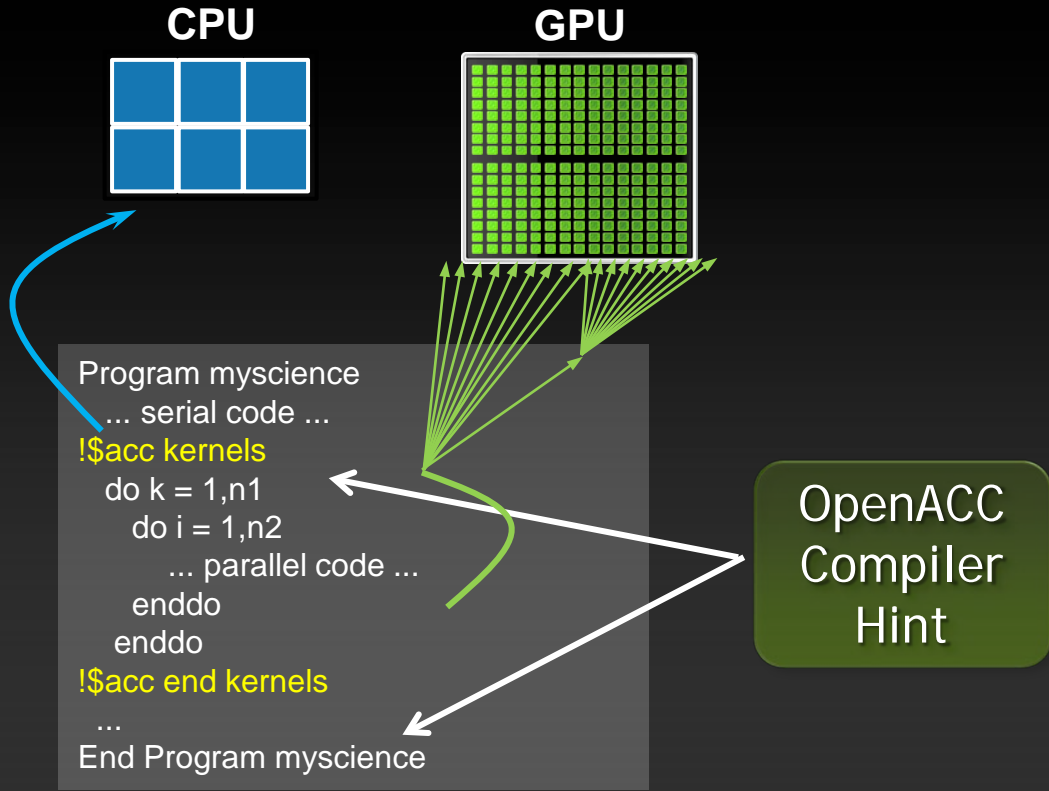 CPU
GPU
Program myscience
... serial code ...
!$acc kernels
do k = 1,n1
do i = 1,n2
... parallel code ...
enddo
enddo
!$acc end kernels
...
End Program myscience
OpenACC
Compiler
Hint